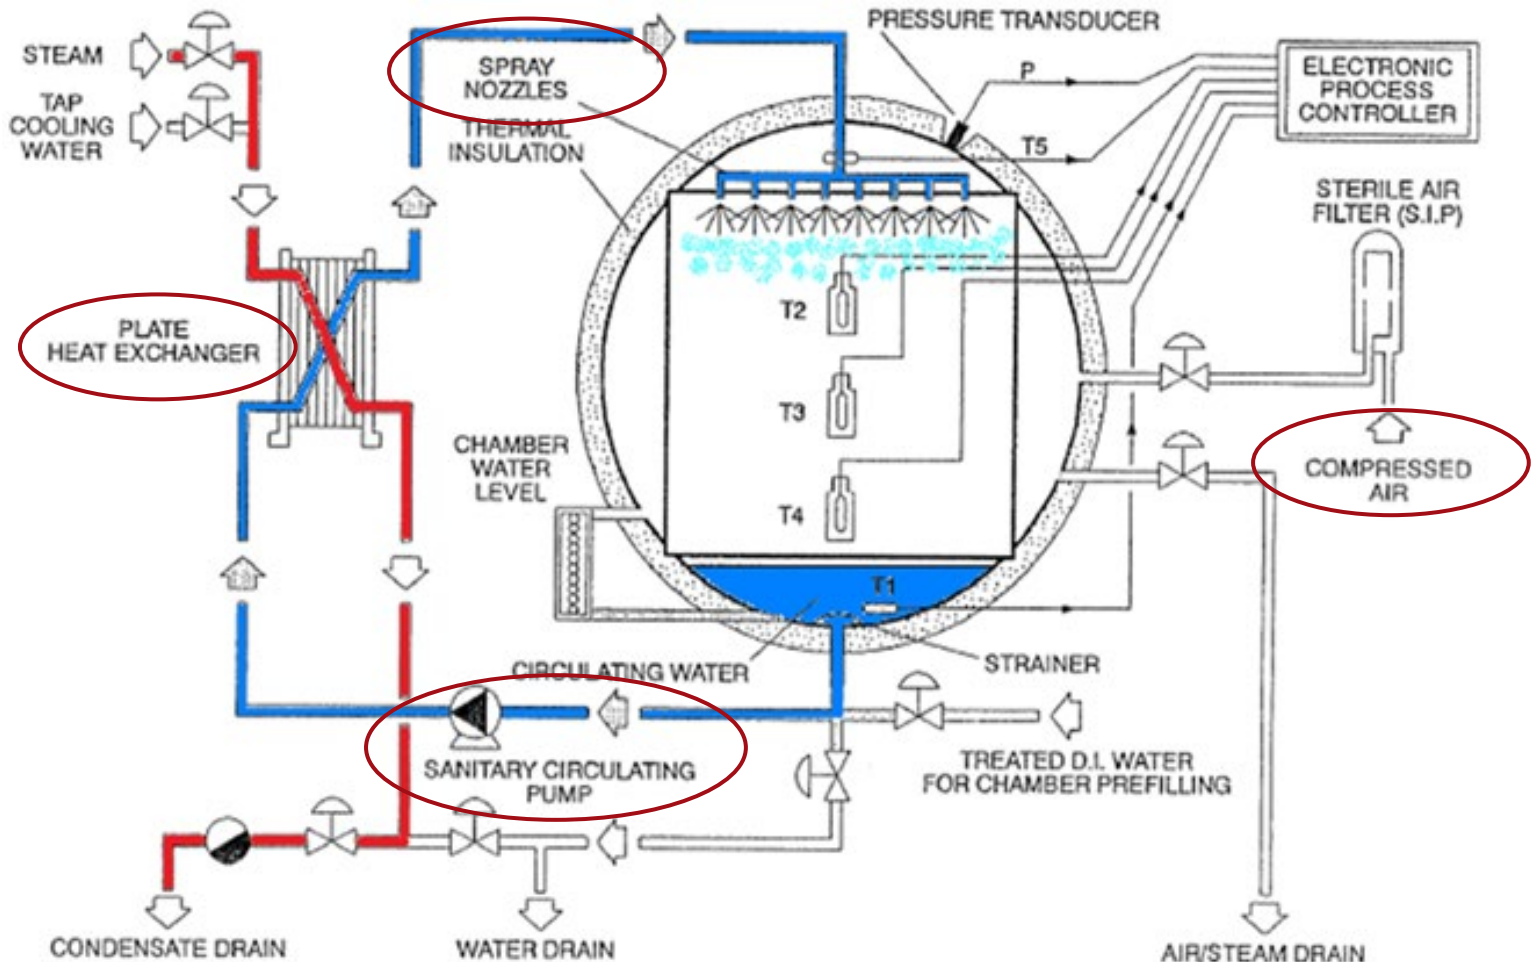 PRESSURE TRANSDUCER
STEAM
TAP
COOLING
WATER
SPRAY
NOZZLES
THERMAL
INSULATION
P
T5
ELECTRONIC
PROCESS
CONTROLLER
STERILE AIR
FILTER (S.I.P)
PLATE
HEAT EXCHANGER
T2
T3
T4
CHAMBER
WATER
LEVEL
COMPRESSED
AIR
T1
CIRCULATING WATER
STRAINER
SANITARY CIRCULATING
PUMP
TREATED D.I. WATER
FOR CHAMBER PREFILLING
CONDENSATE DRAIN
WATER DRAIN
AIR/STEAM DRAIN